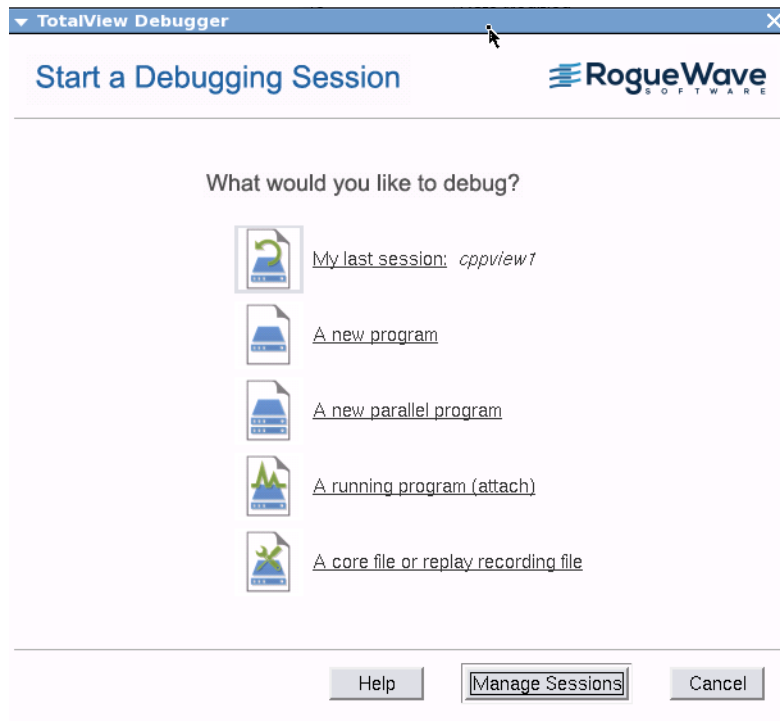 TotalView Debugger
Start a Debugging Session
RogueWave
SOFTWARE
What would you like to debug?
My last session: cppview1
A new program
A new parallel program
A running program (attach)
A core file or replay recording file
Help Manage Sessions Cancel